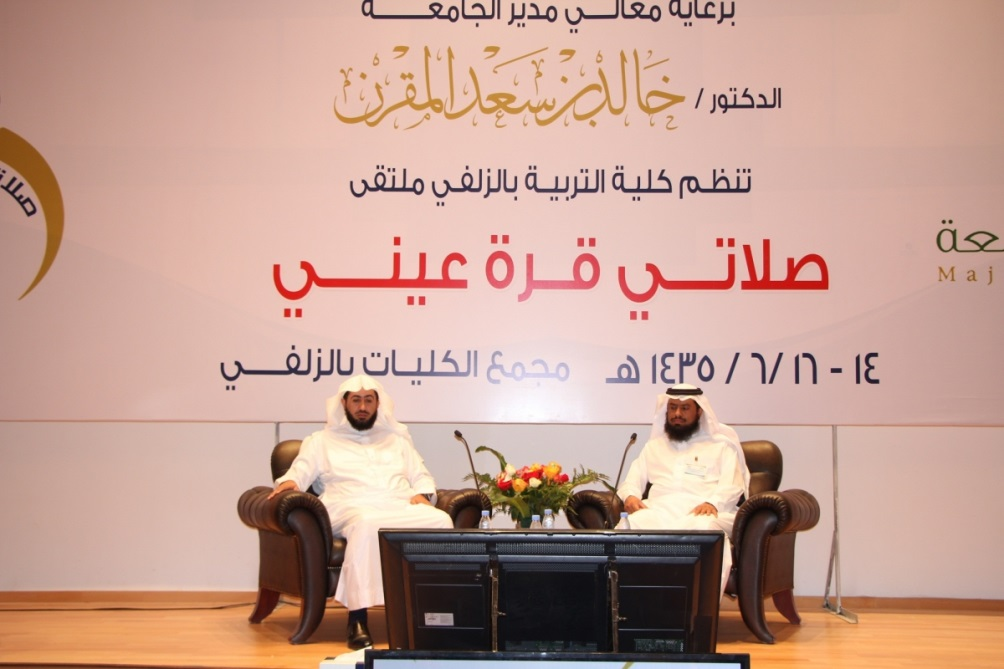 برعاية معالي مدير الجامعة
الدكتور / خالد بن سعد المقرن
تنظم كلية التربية بالزلفي ملتقى
صلاتي قرة عيني
١٤ - ١٦ / ٦ / ١٤٣٥ هـ مجمع الكليات بالزلفي
Maj